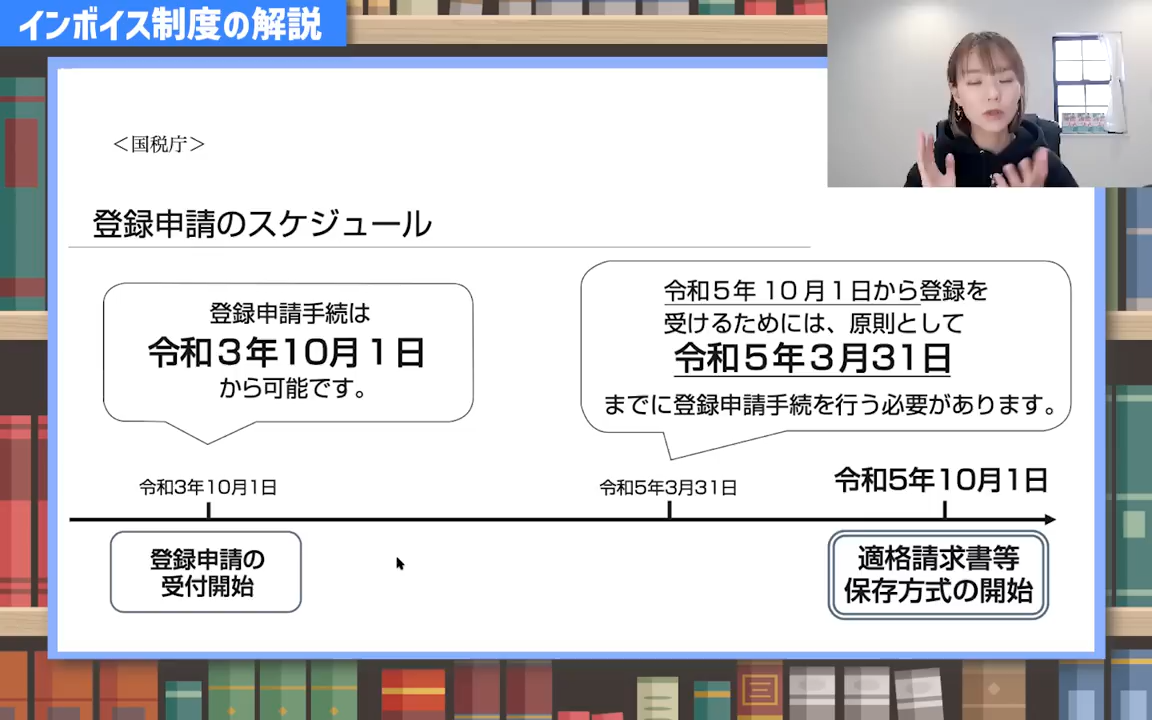 インボイス制度の解説
＜国税庁＞
登録申請のスケジュール
登録申請手続は
令和３年１０月１日
から可能です。
令和５年１０月１日から登録を
受けるためには、原則として
令和５年３月31日
までに登録申請手続を行う必要があります。
令和3年10月1日
令和5年3月31日
令和5年10月1日
登録申請の
受付開始
適格請求書等
保存方式の開始